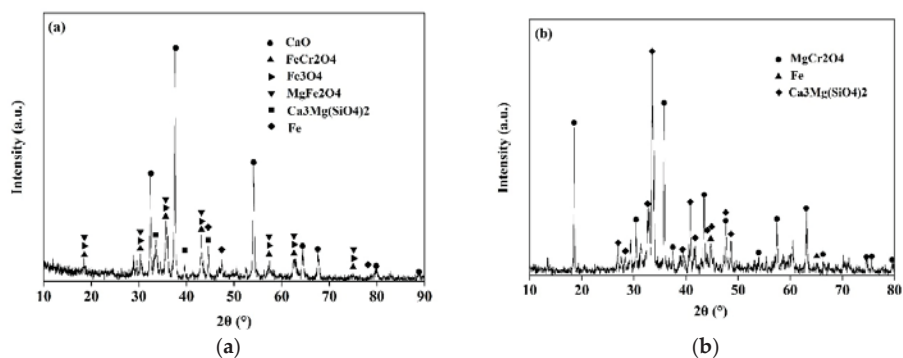 (a)
CaO
FeCr2O4
Fe3O4
MgFe2O4
Ca3Mg(SiO4)2
Fe
Intensity (a.u.)
10 20 30 40 50 60 70 80 90
2θ (°)
(a)
(b)
MgCr2O4
Fe
Ca3Mg(SiO4)2
Intensity (a.u.)
10 20 30 40 50 60 70 80
2θ (°)
(b)